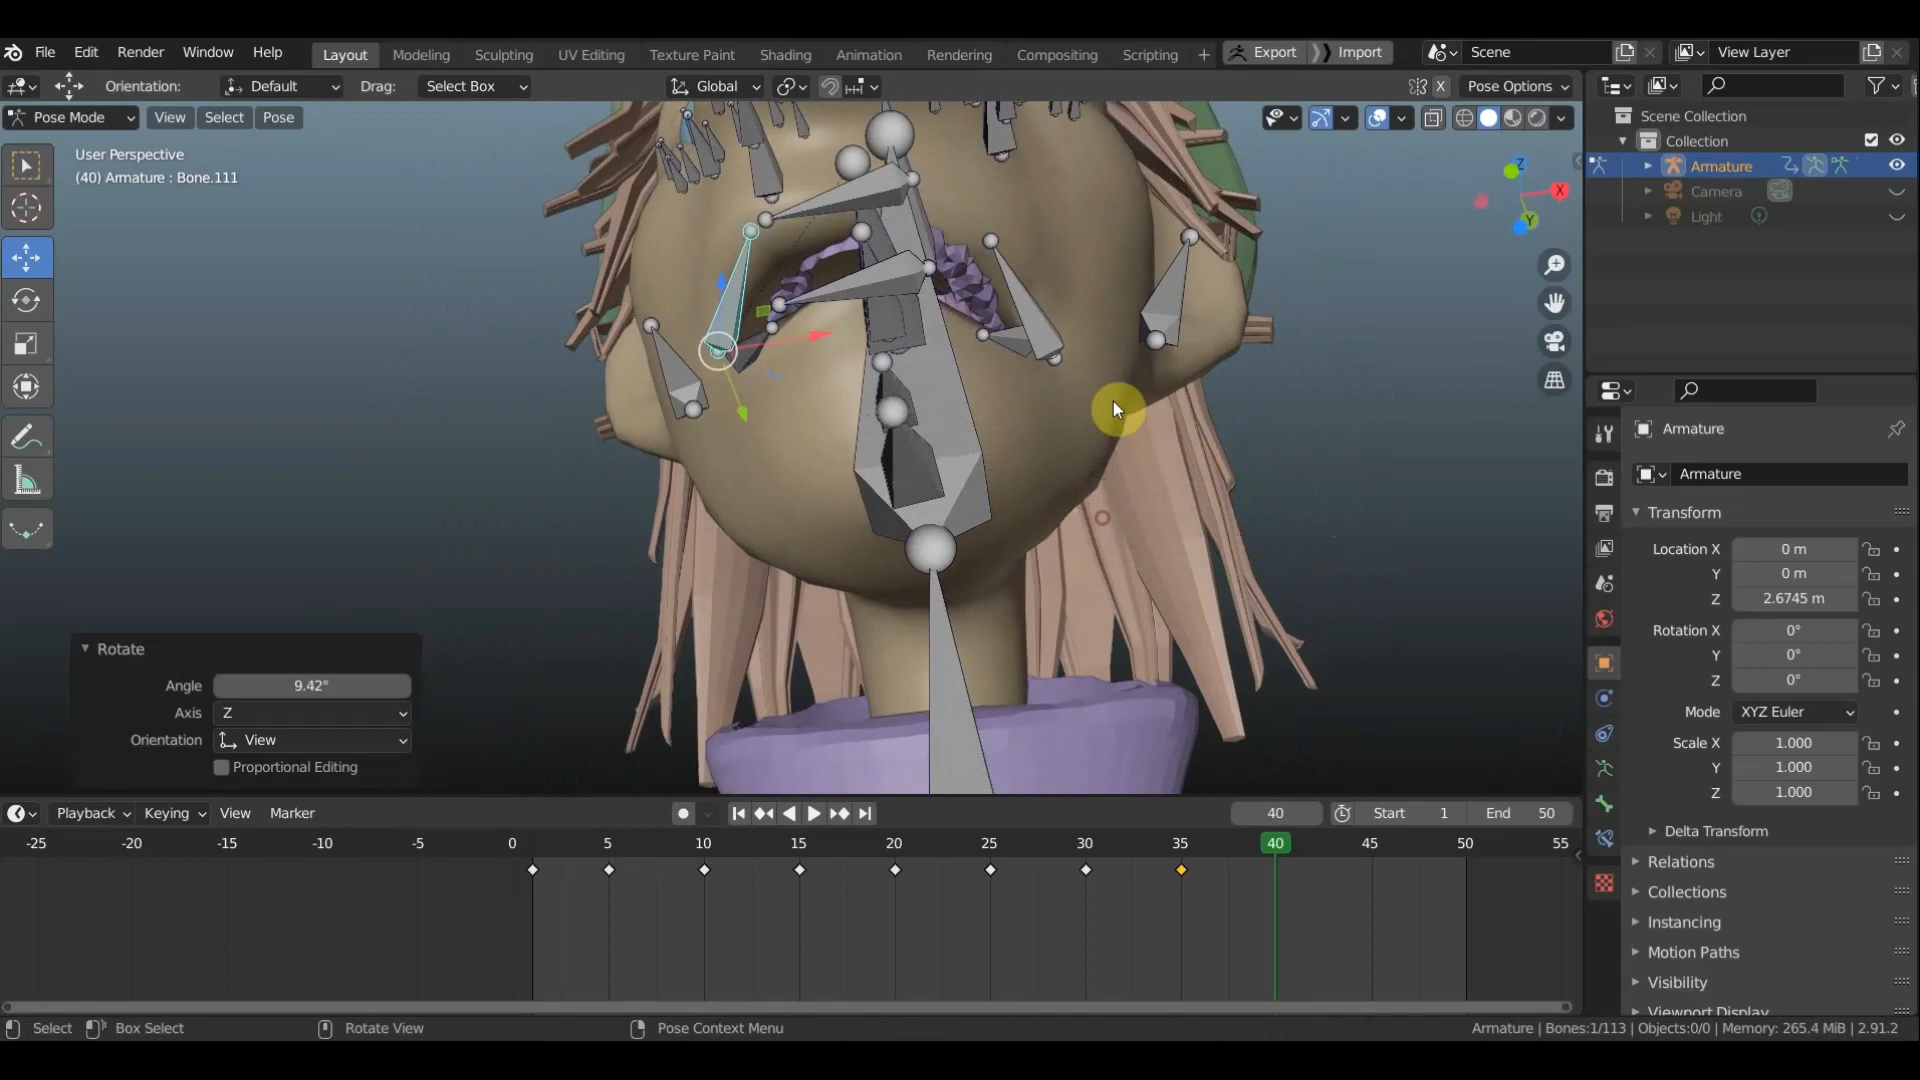 File Edit Render Window Help Layout Modeling Sculpting UV Editing Texture Paint Shading Animation Rendering Compositing Scripting + Export Import Scene View Layer
Orientation: Default Drag: Select Box Global X Pose Options
Pose Mode View Select Pose
User Perspective
(40) Armature : Bone.111
Z
X
Y
Scene Collection
Collection
Armature
Camera
Light
Armature
Armature
Transform
Location X 0 m
Y 0 m
Z 2.6745 m
Rotation X 0°
Y 0°
Z 0°
Mode XYZ Euler
Scale X 1.000
Y 1.000
Z 1.000
Delta Transform
Relations
Collections
Instancing
Motion Paths
Visibility
Viewport Display
Rotate
Angle 9.42°
Axis Z
Orientation View
Proportional Editing
Playback Keying View Marker 40 Start 1 End 50
-25 -20 -15 -10 -5 0 5 10 15 20 25 30 35 40 45 50 55
Select Box Select Rotate View Pose Context Menu Armature | Bones:1/113 | Objects:0/0 | Memory: 265.4 MiB | 2.91.2